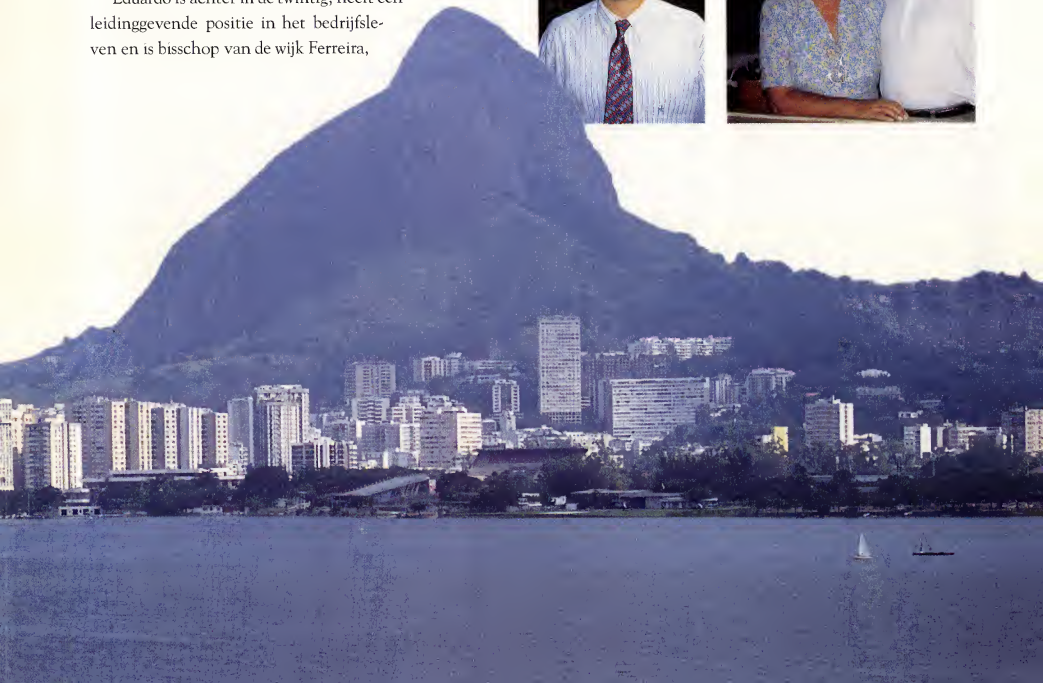 Eduardo is achter in de twintig, heeft een
leidinggevende positie in het bedrijfsle-
ven en is bisschop van de wijk Ferreira,